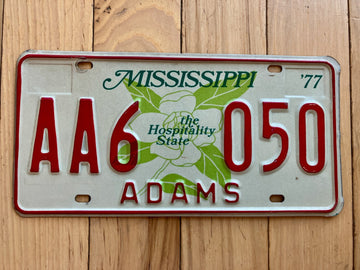 MISSISSIPPI '77
AA6 050
the
Hospitality
State
ADAMS